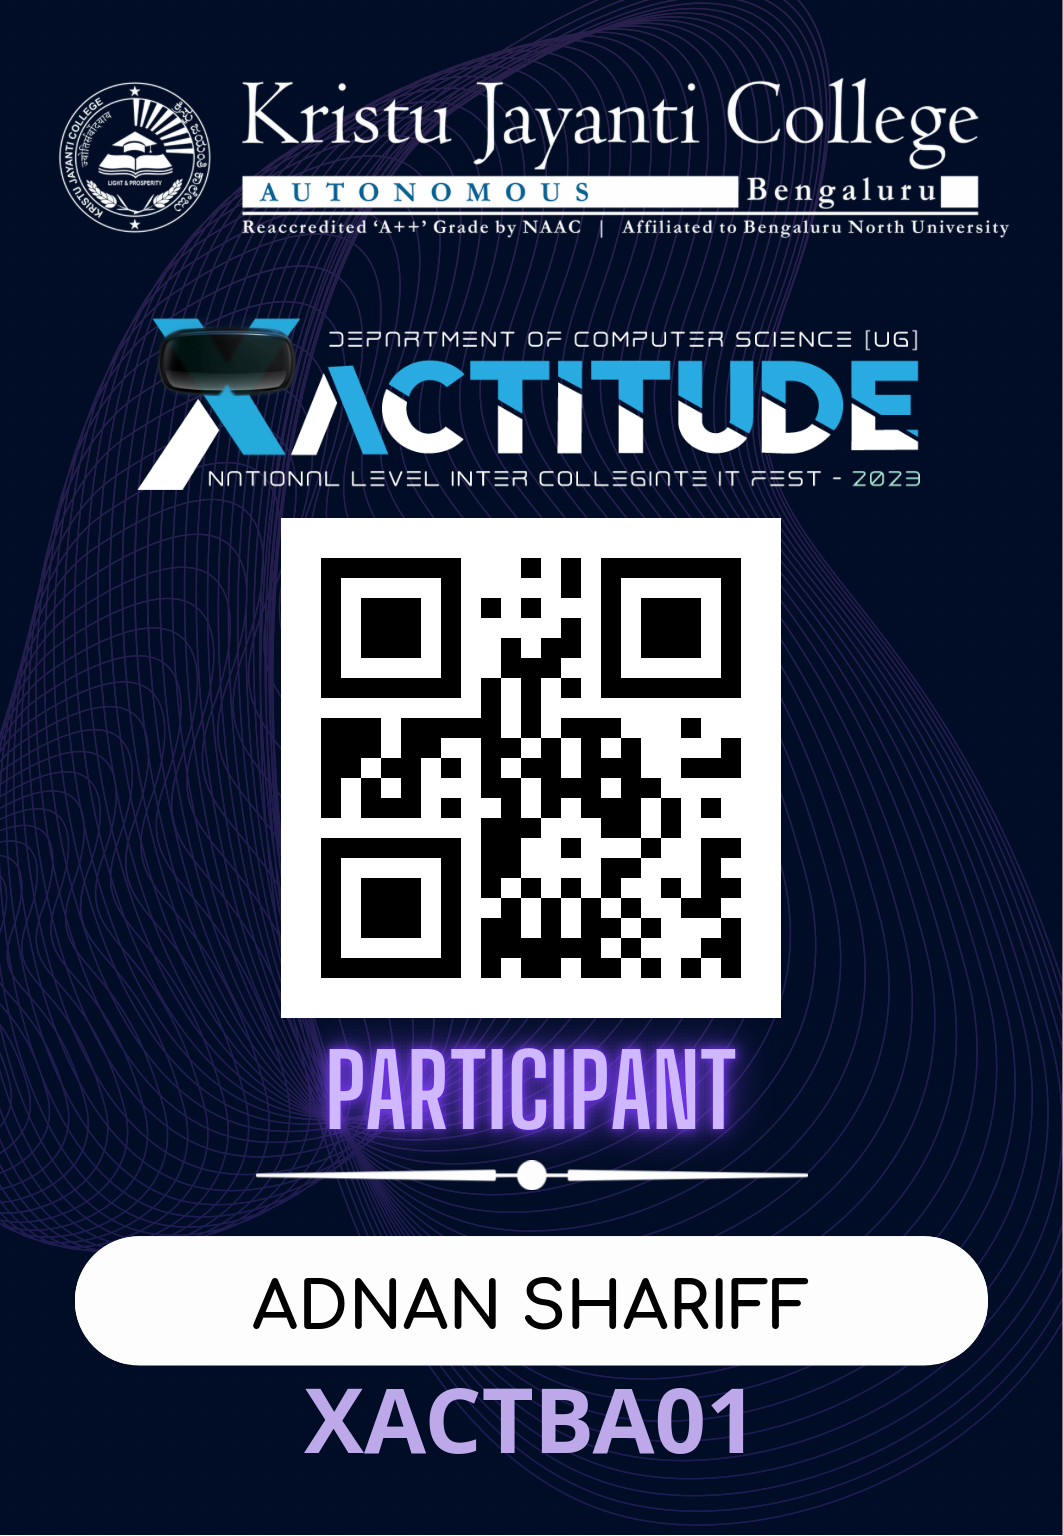 KRISTU JAYANTI COLLEGE
LIGHT & PROSPERITY
Kristu Jayanti College
AUTONOMOUS Bengaluru
Reaccredited ‘A++’ Grade by NAAC | Affiliated to Bengaluru North University
DEPARTMENT OF COMPUTER SCIENCE [UG]
XACTITUDE
NATIONAL LEVEL INTER COLLEGIATE IT FEST - 2023
PARTICIPANT
ADNAN SHARIFF
XACTBA01